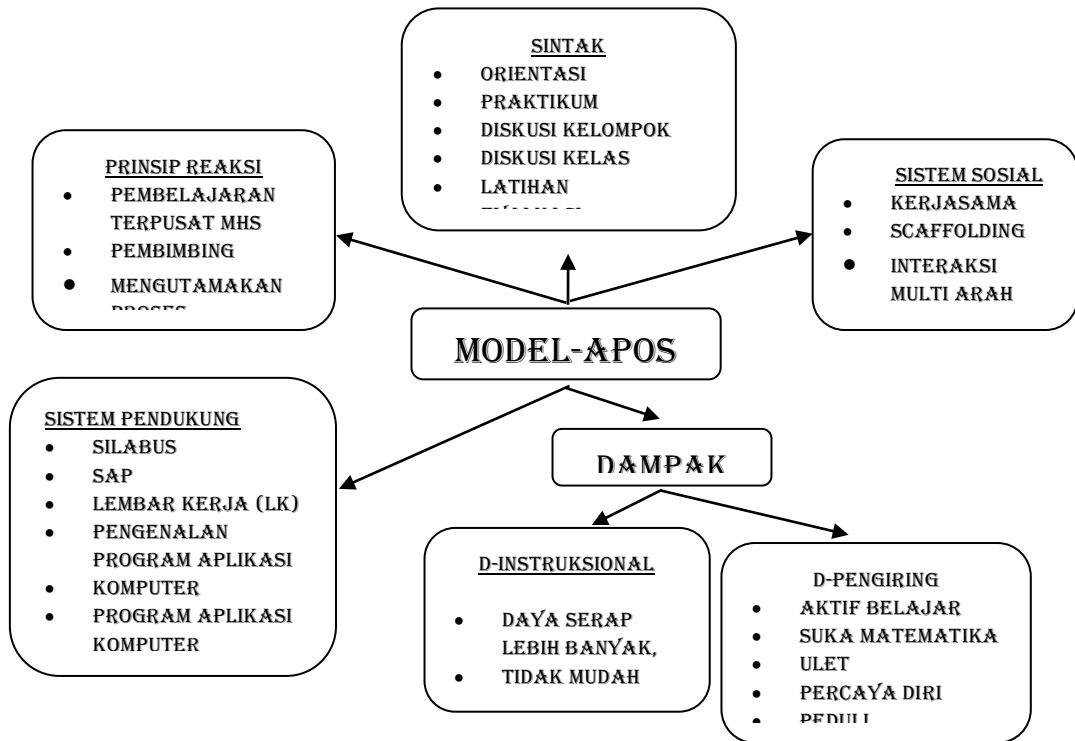 SINTAK
• ORIENTASI
• PRAKTIKUM
• DISKUSI KELOMPOK
• DISKUSI KELAS
• LATIHAN
PRINSIP REAKSI
• PEMBELAJARAN
TERPUSAT MHS
• PEMBIMBING
• MENGUTAMAKAN
SISTEM SOSIAL
• KERJASAMA
• SCAFFOLDING
• INTERAKSI
MULTI ARAH
MODEL-APOS
SISTEM PENDUKUNG
• SILABUS
• SAP
• LEMBAR KERJA (LK)
• PENGENALAN
PROGRAM APLIKASI
• KOMPUTER
• PROGRAM APLIKASI
KOMPUTER
DAMPAK
D-INSTRUKSIONAL
• DAYA SERAP
LEBIH BANYAK,
• TIDAK MUDAH
D-PENGIRING
• AKTIF BELAJAR
• SUKA MATEMATIKA
• ULET
• PERCAYA DIRI
• PEDULI